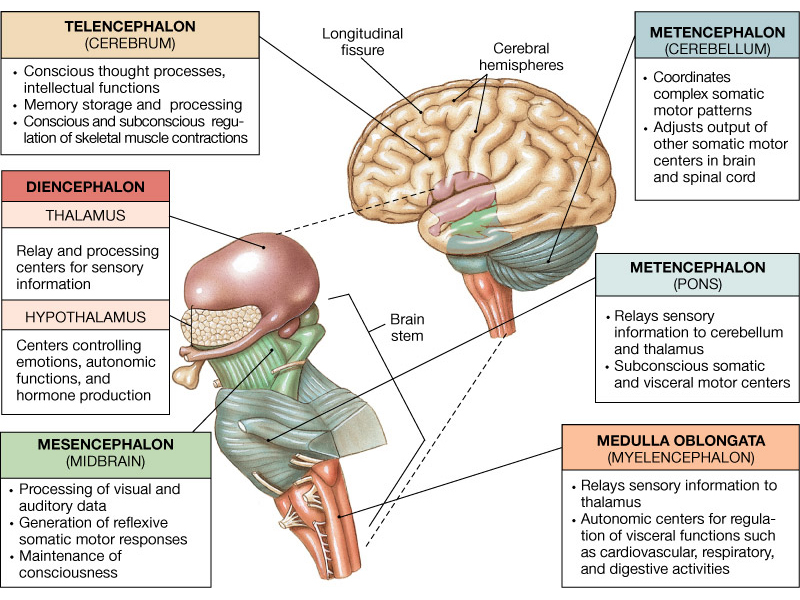 TELENCEPHALON
(CEREBRUM)
• Conscious thought processes,
intellectual functions
• Memory storage and processing
• Conscious and subconscious regu-
lation of skeletal muscle contractions
Longitudinal
fissure
Cerebral
hemispheres
METENCEPHALON
(CEREBELLUM)
• Coordinates
complex somatic
motor patterns
• Adjusts output of
other somatic motor
centers in brain
and spinal cord
DIENCEPHALON
THALAMUS
Relay and processing
centers for sensory
information
HYPOTHALAMUS
Centers controlling
emotions, autonomic
functions, and
hormone production
Brain
stem
METENCEPHALON
(PONS)
• Relays sensory
information to cerebellum
and thalamus
• Subconscious somatic
and visceral motor centers
MESENCEPHALON
(MIDBRAIN)
• Processing of visual and
auditory data
• Generation of reflexive
somatic motor responses
• Maintenance of
consciousness
MEDULLA OBLONGATA
(MYELENCEPHALON)
• Relays sensory information to
thalamus
• Autonomic centers for regula-
tion of visceral functions such
as cardiovascular, respiratory,
and digestive activities